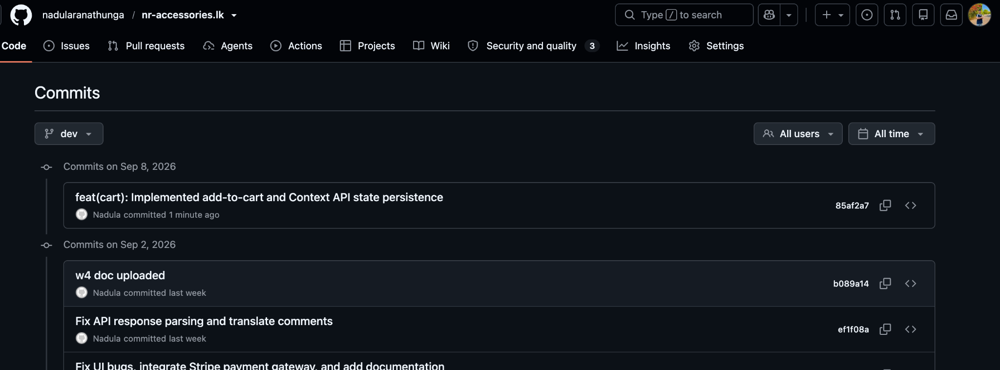 nadularanathunga / nr-accessories.lk
Type / to search
Code Issues Pull requests Agents Actions Projects Wiki Security and quality 3 Insights Settings
Commits
dev
All users All time
Commits on Sep 8, 2026
feat(cart): Implemented add-to-cart and Context API state persistence
Nadula committed 1 minute ago
85af2a7
Commits on Sep 2, 2026
w4 doc uploaded
Nadula committed last week
b089a14
Fix API response parsing and translate comments
Nadula committed last week
ef1f08a
Fix UI bugs, integrate Stripe payment gateway, and add documentation